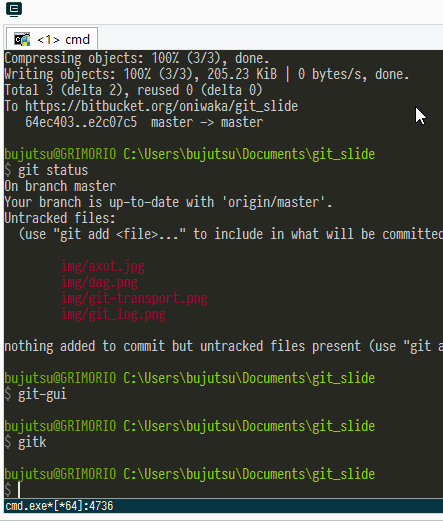 <1> cmd
Compressing objects: 100% (3/3), done.
Writing objects: 100% (3/3), 205.23 KiB | 0 bytes/s, done.
Total 3 (delta 2), reused 0 (delta 0)
To https://bitbucket.org/oniwaka/git_slide
   64ec403..e2c07c5  master -> master
bujutsu@GRIMORIO C:\Users\bujutsu\Documents\git_slide
$ git status
On branch master
Your branch is up-to-date with 'origin/master'.
Untracked files:
  (use "git add <file>..." to include in what will be committed
        img/axot.jpg
        img/dag.png
        img/git-transport.png
        img/git_log.png
nothing added to commit but untracked files present (use "git a
bujutsu@GRIMORIO C:\Users\bujutsu\Documents\git_slide
$ git-gui
bujutsu@GRIMORIO C:\Users\bujutsu\Documents\git_slide
$ gitk
bujutsu@GRIMORIO C:\Users\bujutsu\Documents\git_slide
$
cmd.exe*[*64]:4736